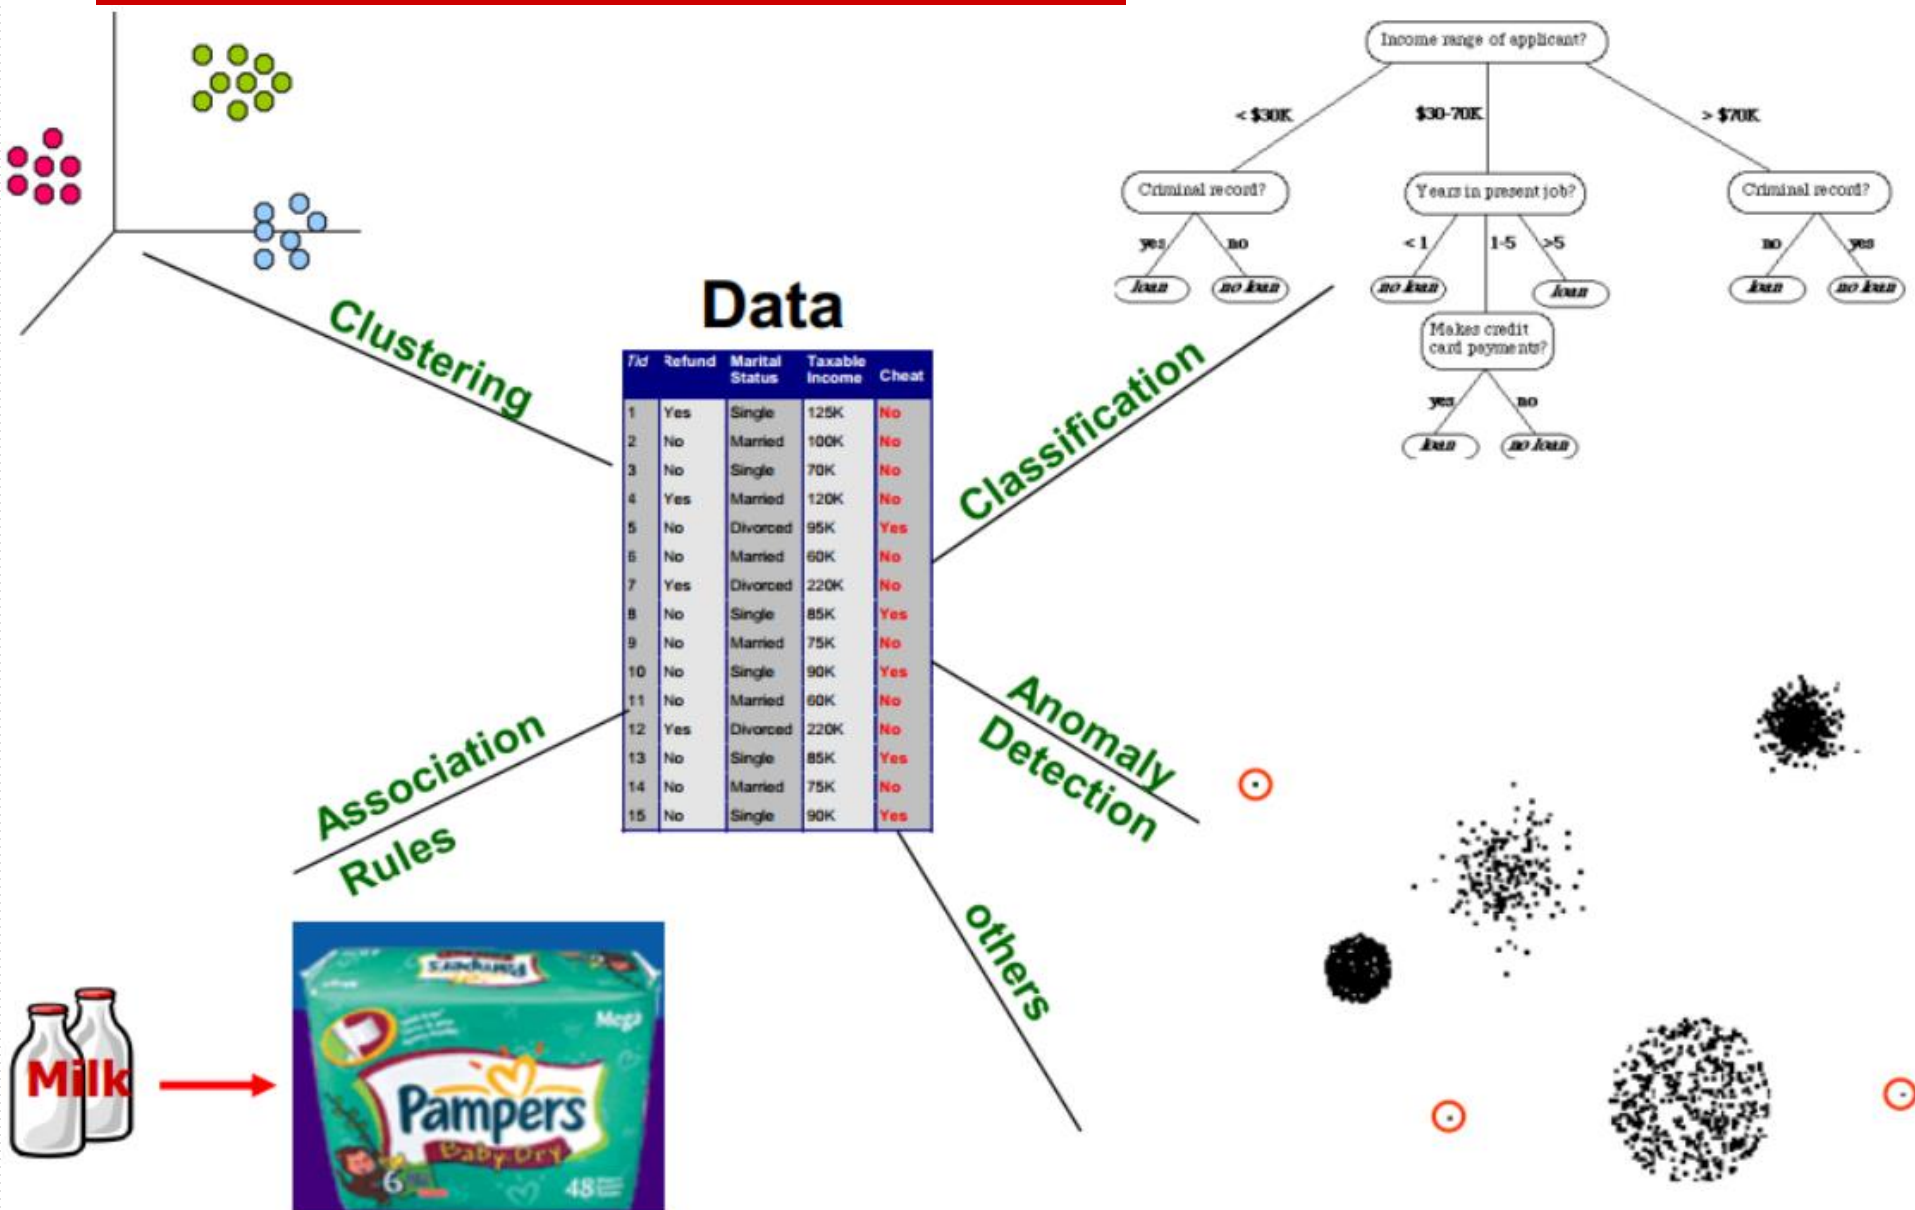 Income range of applicant?
< $30K
$30-70K
> $70K
Criminal record?
Years in present job?
Criminal record?
yes
no
< 1
1-5
>5
no
yes
loan
no loan
no loan
loan
loan
no loan
Makes credit
card payments?
yes
no
loan
no loan
Clustering
Data
Classification
Tid Refund Marital Status Taxable Income Cheat
1 Yes Single 125K No
2 No Married 100K No
3 No Single 70K No
4 Yes Married 120K No
5 No Divorced 95K Yes
6 No Married 60K No
7 Yes Divorced 220K No
8 No Single 85K Yes
9 No Married 75K No
10 No Single 90K Yes
11 No Married 60K No
12 Yes Divorced 220K No
13 No Single 85K Yes
14 No Married 75K No
15 No Single 90K Yes
Association
Rules
Anomaly
Detection
others
Milk
Pampers
Mega
Pampers
Baby-Dry
6
48